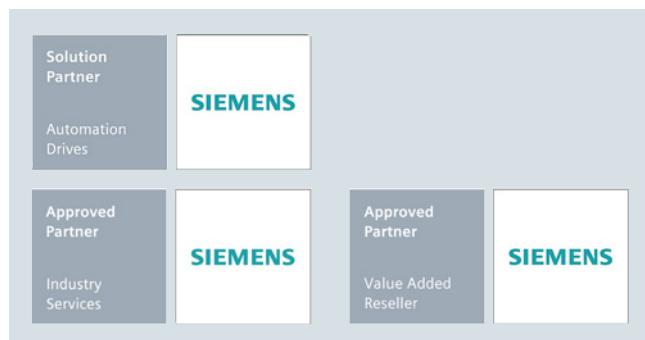 Solution
Partner
Automation
Drives
SIEMENS
Approved
Partner
Industry
Services
SIEMENS
Approved
Partner
Value Added
Reseller
SIEMENS